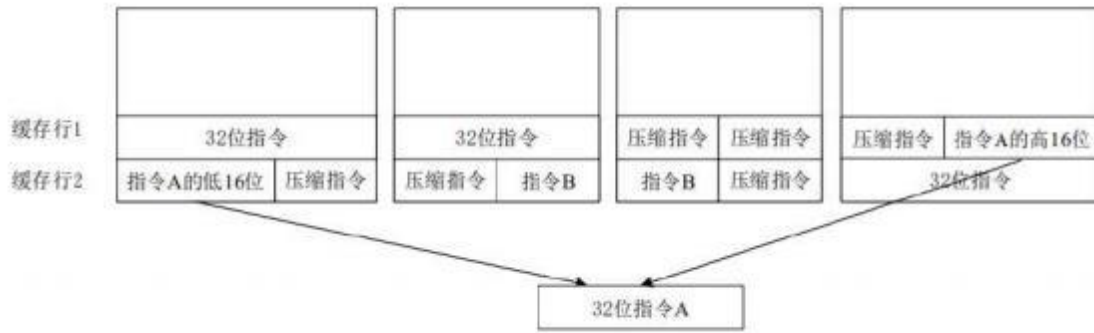 缓存行1 32位指令 32位指令 压缩指令 压缩指令 压缩指令 指令A的高16位
缓存行2 指令A的低16位 压缩指令 压缩指令 指令B 指令B 压缩指令 32位指令
32位指令A